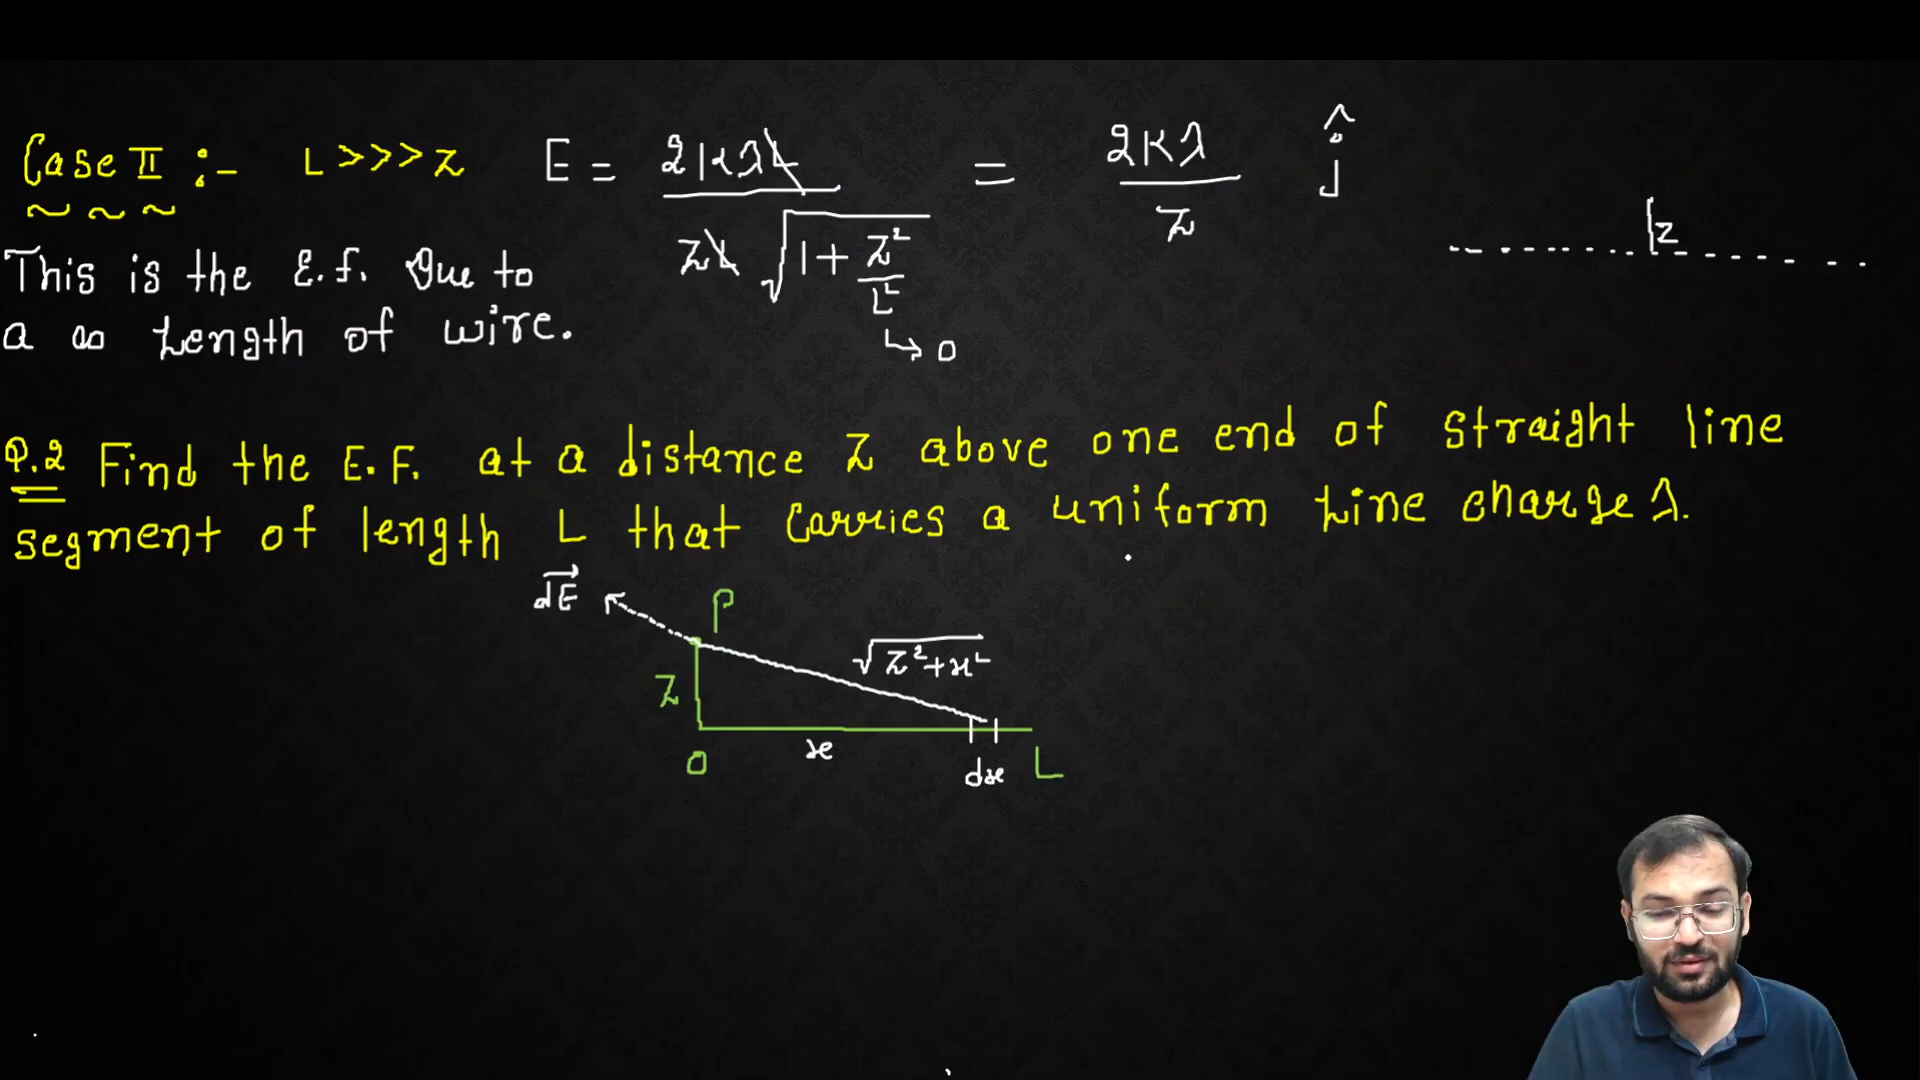 Case II :- L >>> z E = 2KλL / zL √1 + z²/L² = 2Kλ / z ĵ
→ 0
z
This is the E.f. Due to
a ∞ Length of wire.
Q.2 Find the E.F. at a distance z above one end of straight line
segment of length L that carries a uniform Line charge λ.
dE⃗ P
√z²+x²
z
x
O dx L